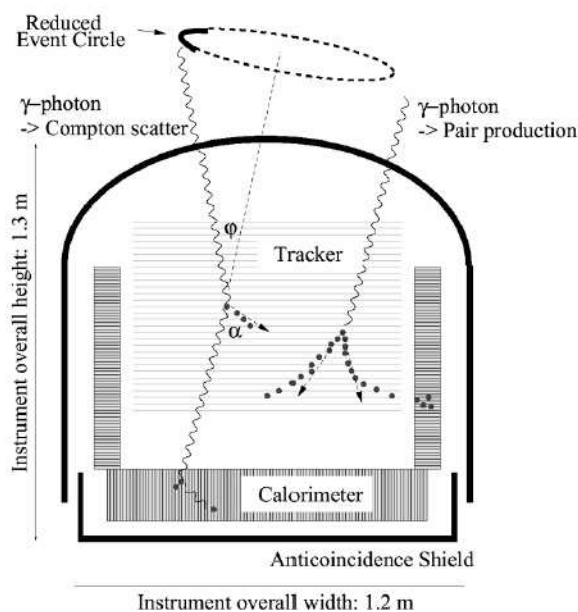 Reduced
Event Circle
γ−photon
-> Compton scatter
γ−photon
-> Pair production
φ
Tracker
α
Instrument overall height: 1.3 m
Calorimeter
Anticoincidence Shield
Instrument overall width: 1.2 m